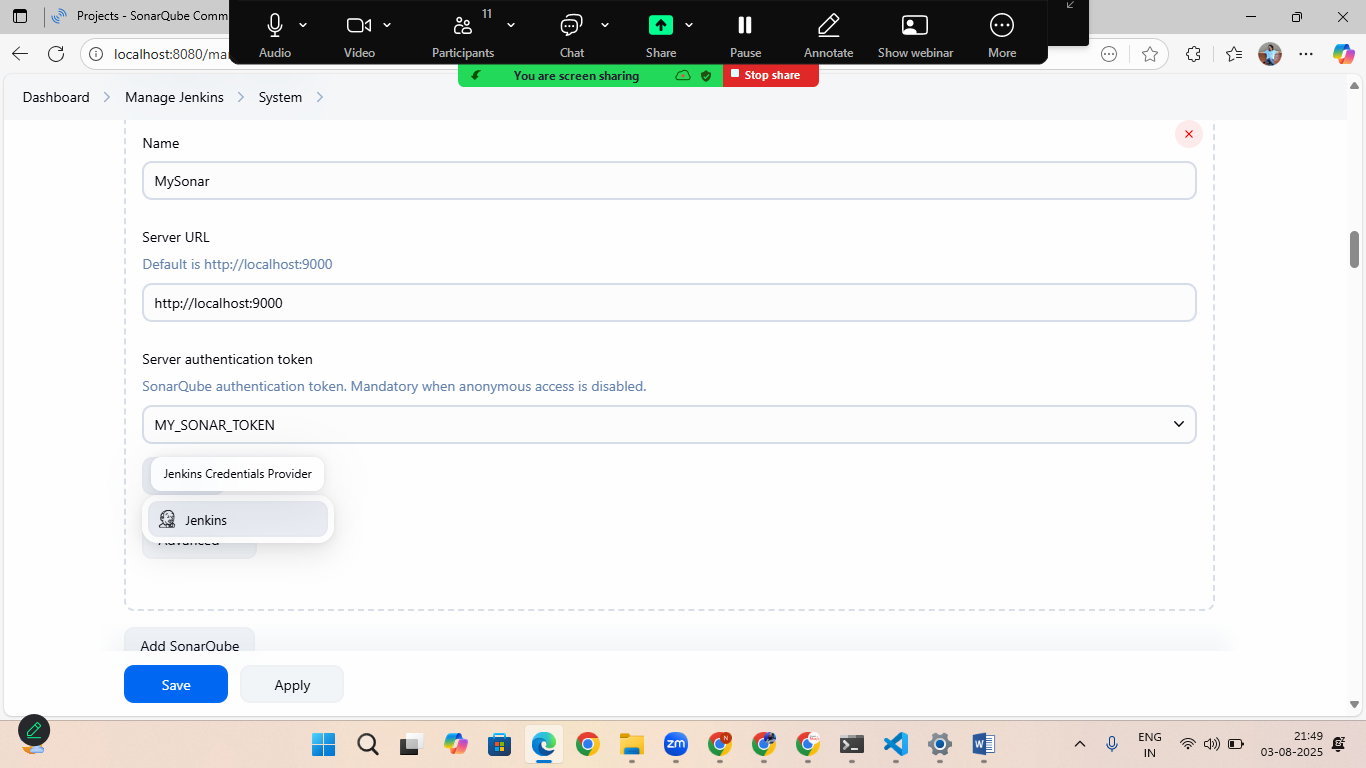 Projects - SonarQube Comm
11
Audio
Video
Participants
Chat
Share
Pause
Annotate
Show webinar
More
localhost:8080/ma
You are screen sharing
Stop share
Dashboard
Manage Jenkins
System
Name
MySonar
Server URL
Default is http://localhost:9000
http://localhost:9000
Server authentication token
SonarQube authentication token. Mandatory when anonymous access is disabled.
MY_SONAR_TOKEN
Jenkins Credentials Provider
Jenkins
Advanced
Add SonarQube
Save
Apply
zm
ENG
IN
21:49
03-08-2025